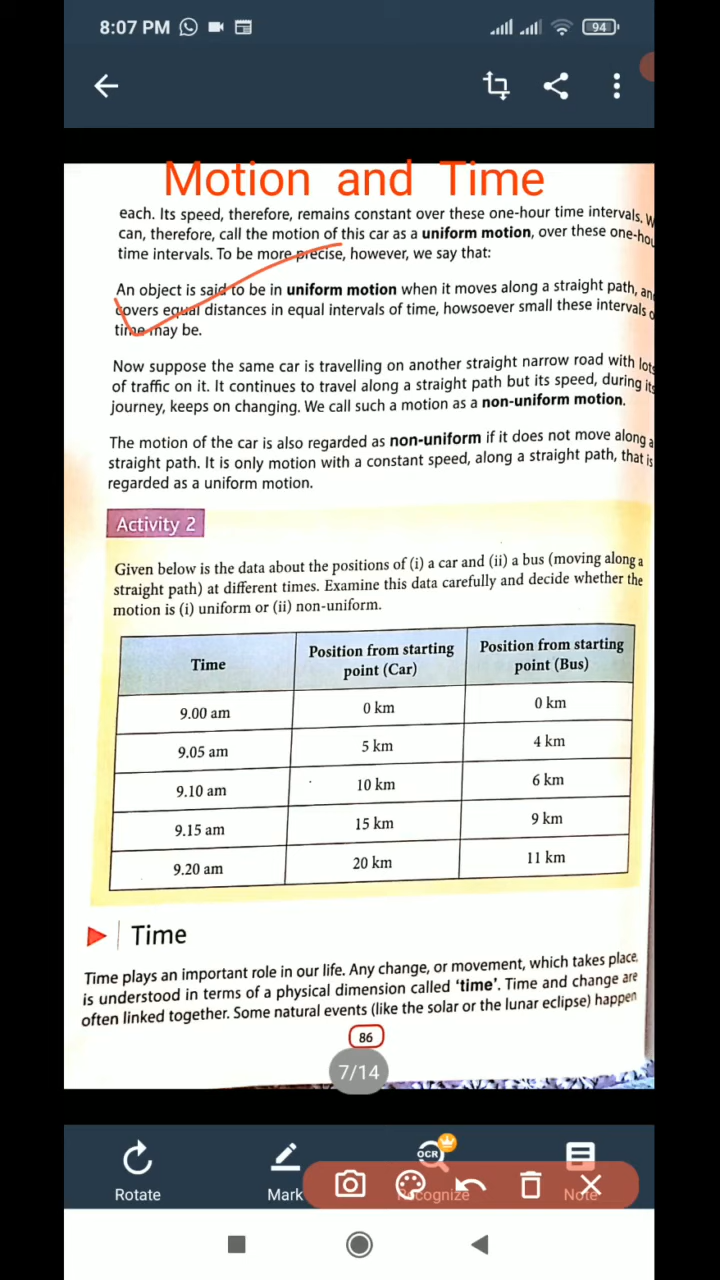 8:07 PM
94
Motion and Time
each. Its speed, therefore, remains constant over these one-hour time intervals.
can, therefore, call the motion of this car as a uniform motion, over these one-hou
time intervals. To be more precise, however, we say that:
An object is said to be in uniform motion when it moves along a straight path, an
covers equal distances in equal intervals of time, howsoever small these intervals o
time may be.
Now suppose the same car is travelling on another straight narrow road with lots
of traffic on it. It continues to travel along a straight path but its speed, during its
journey, keeps on changing. We call such a motion as a non-uniform motion.
The motion of the car is also regarded as non-uniform if it does not move along a
straight path. It is only motion with a constant speed, along a straight path, that is
regarded as a uniform motion.
Activity 2
Given below is the data about the positions of (i) a car and (ii) a bus (moving along a
straight path) at different times. Examine this data carefully and decide whether the
motion is (i) uniform or (ii) non-uniform.
Time Position from starting point (Car) Position from starting point (Bus)
9.00 am 0 km 0 km
9.05 am 5 km 4 km
9.10 am 10 km 6 km
9.15 am 15 km 9 km
9.20 am 20 km 11 km
Time
Time plays an important role in our life. Any change, or movement, which takes place,
is understood in terms of a physical dimension called 'time'. Time and change are
often linked together. Some natural events (like the solar or the lunar eclipse) happen
86
7/14
OCR
Rotate Mark Recognize Note